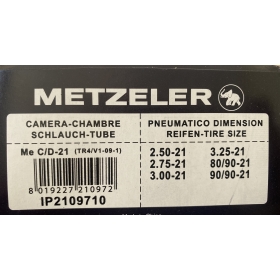 METZELER
CAMERA-CHAMBRE
SCHLAUCH-TUBE
PNEUMATICO DIMENSION
REIFEN-TIRE SIZE
Me C/D-21 (TR4/V1-09-1)
8 019227 210972
IP2109710
2.50-21 3.25-21
2.75-21 80/90-21
3.00-21 90/90-21